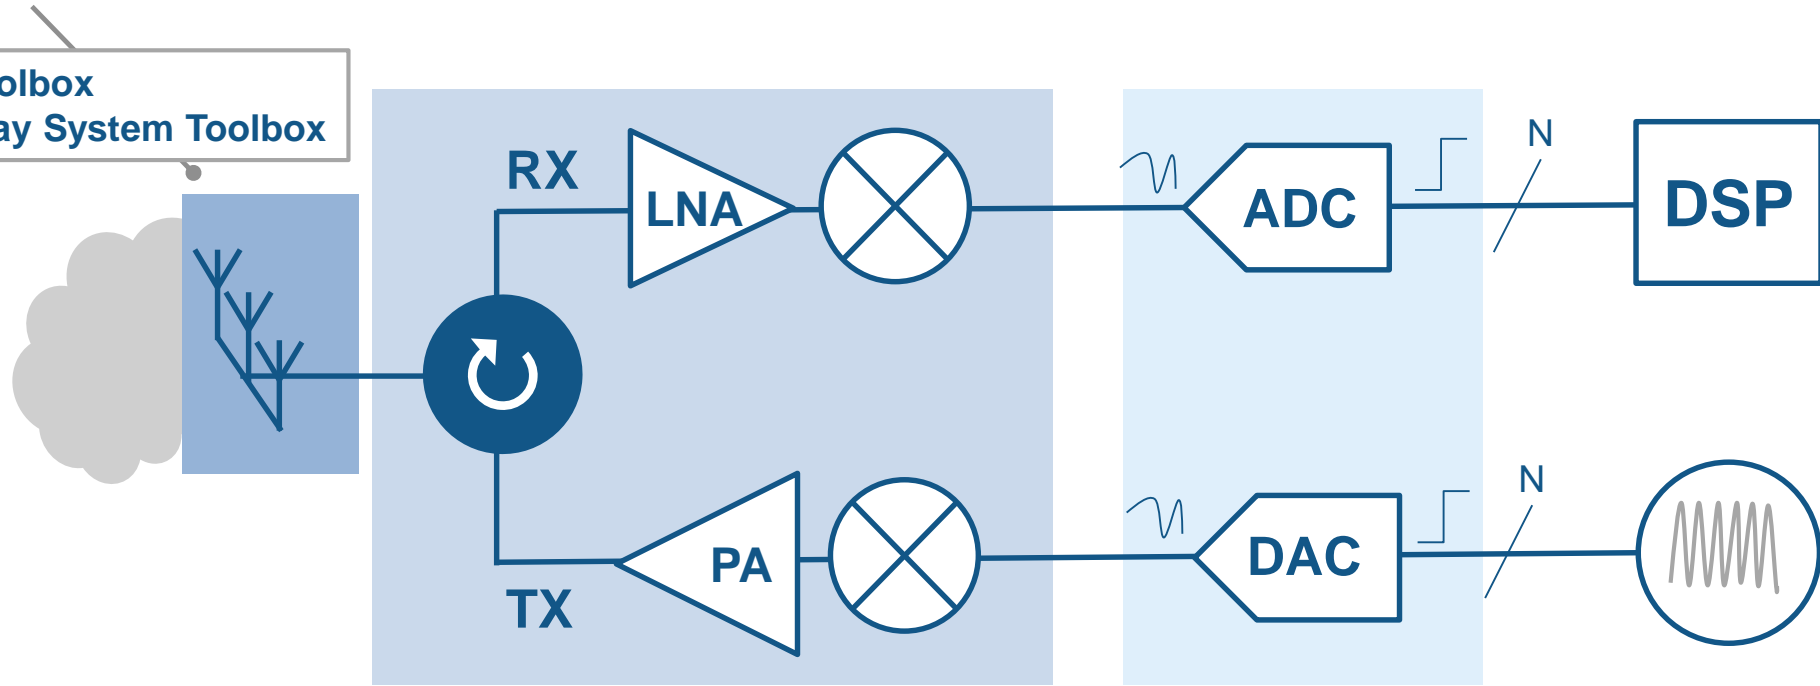 olbox
ay System Toolbox
RX
LNA
ADC
N
DSP
TX
PA
DAC
N